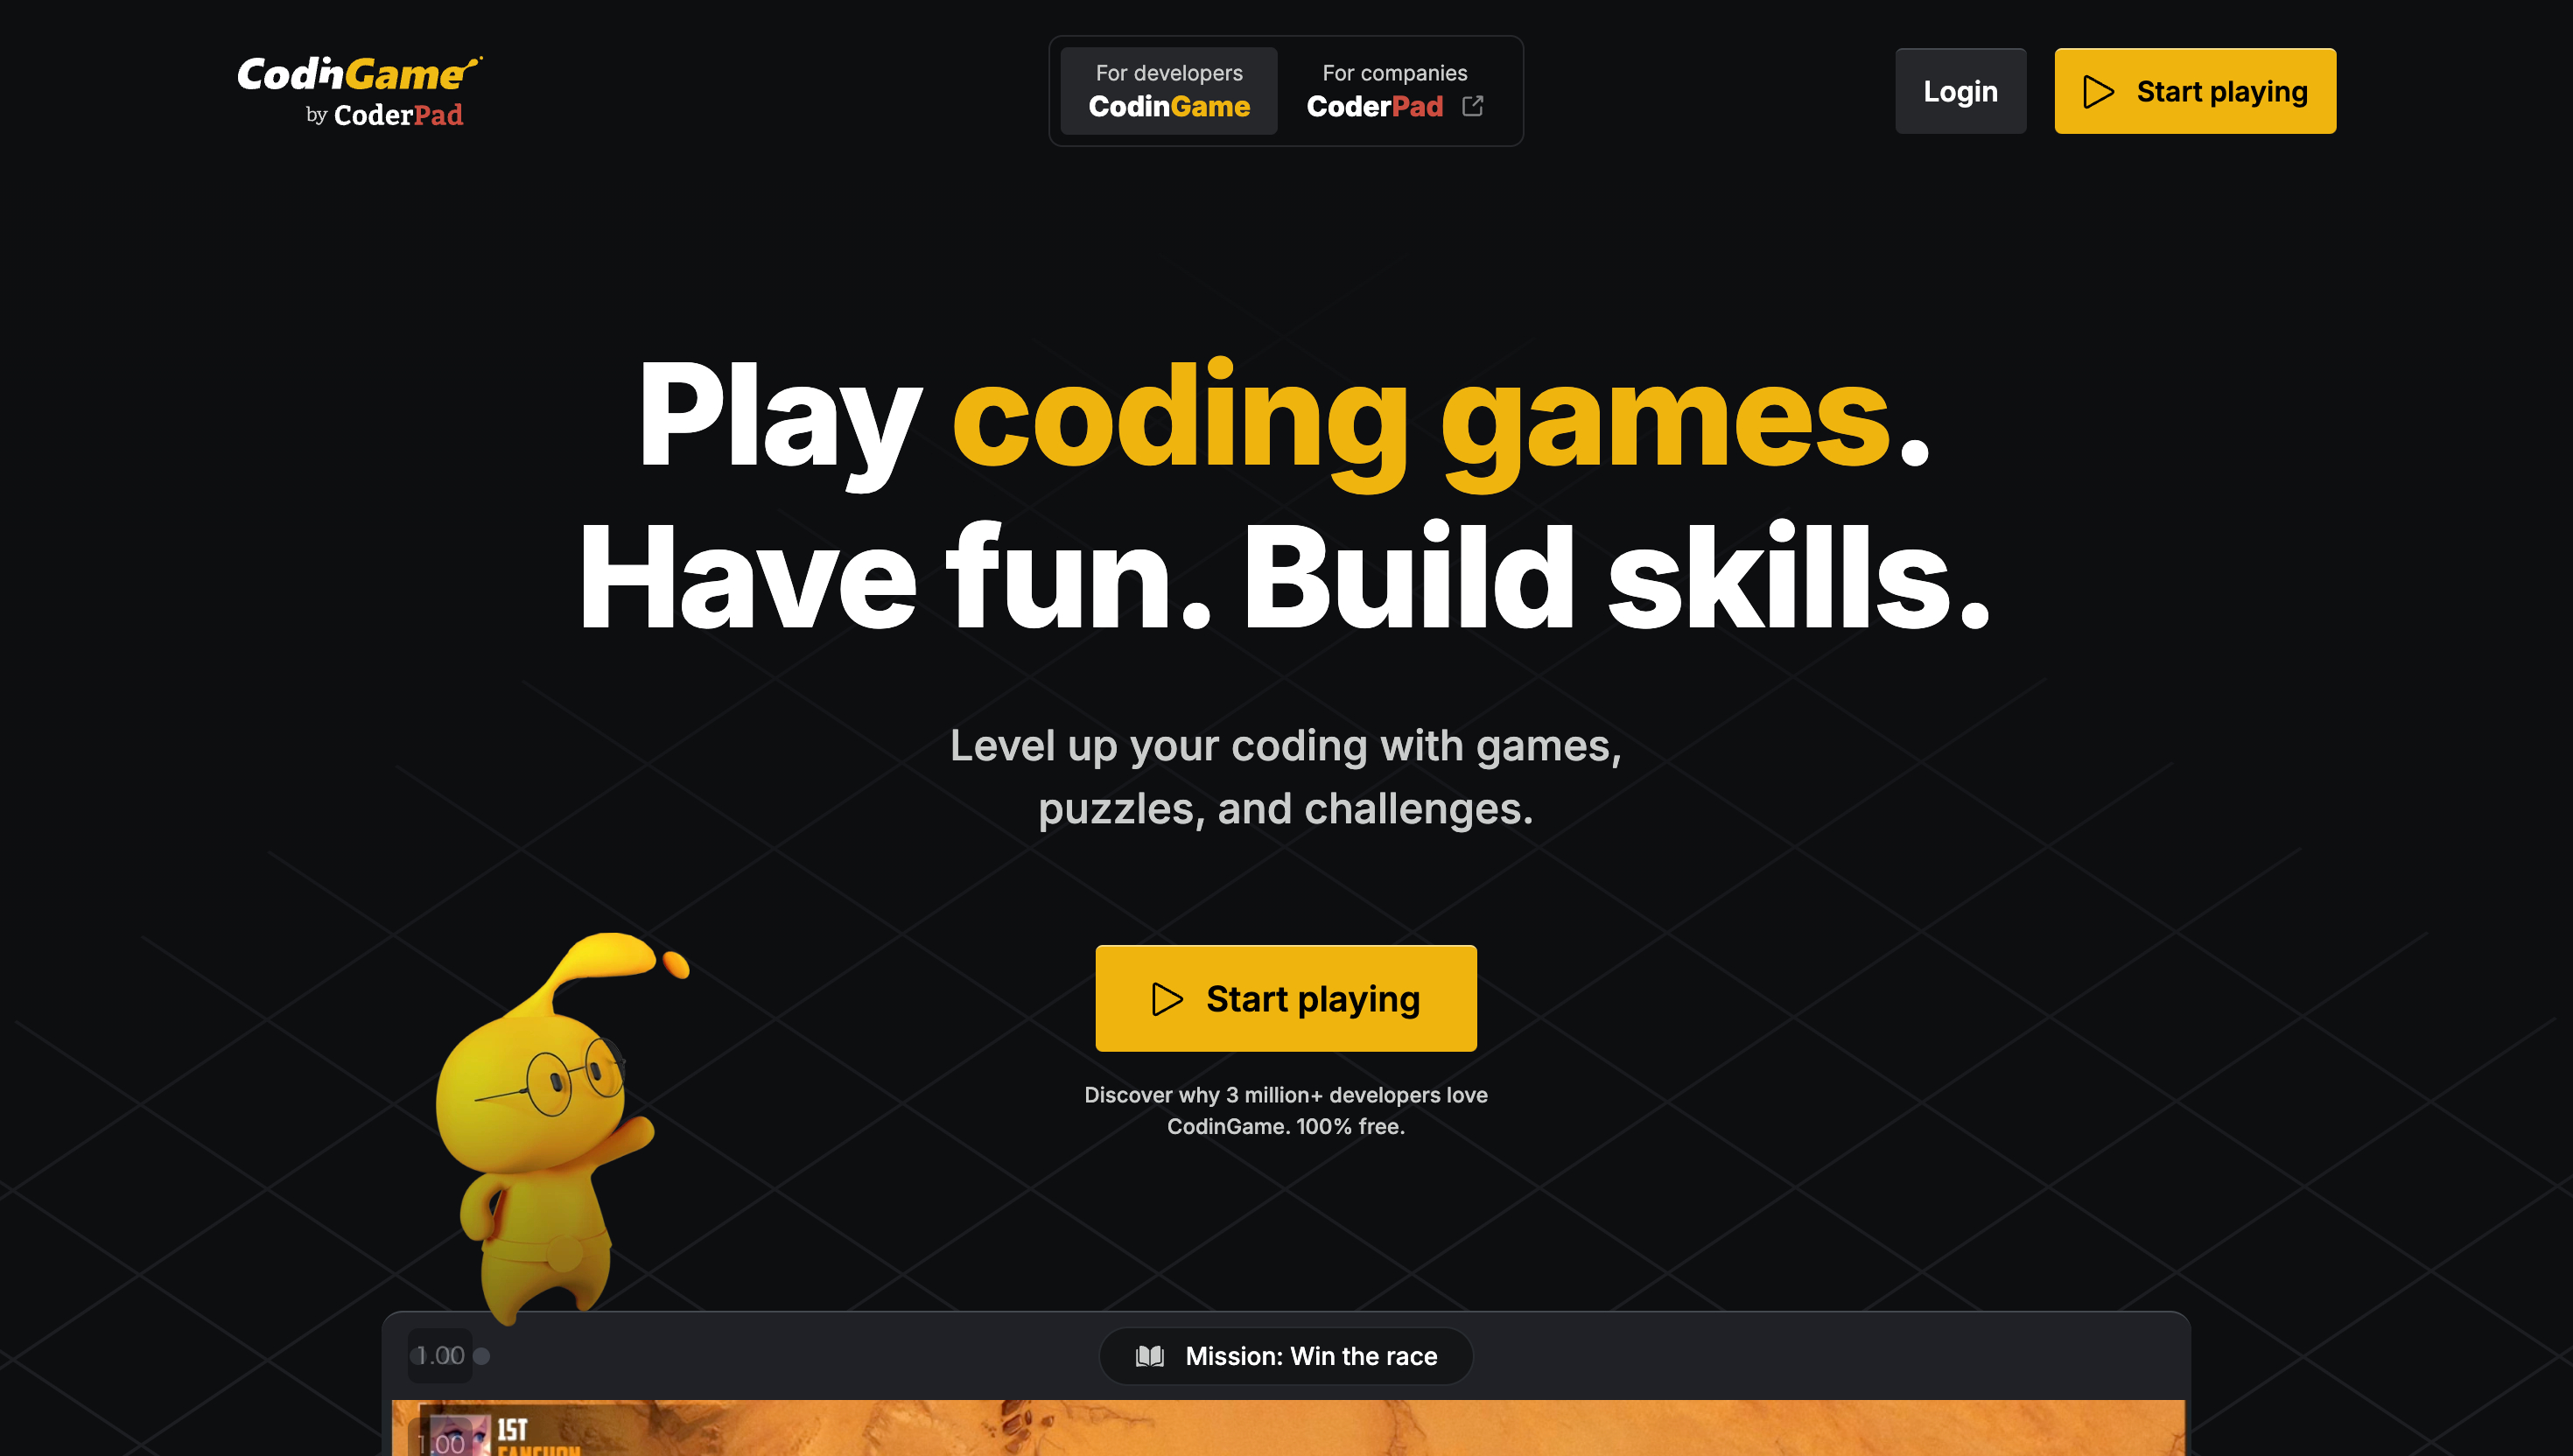 CodinGame
by CoderPad
For developers
CodinGame
For companies
CoderPad
Login
Start playing
Play coding games.
Have fun. Build skills.
Level up your coding with games,
puzzles, and challenges.
Start playing
Discover why 3 million+ developers love
CodinGame. 100% free.
1.00
Mission: Win the race
1.00
1ST